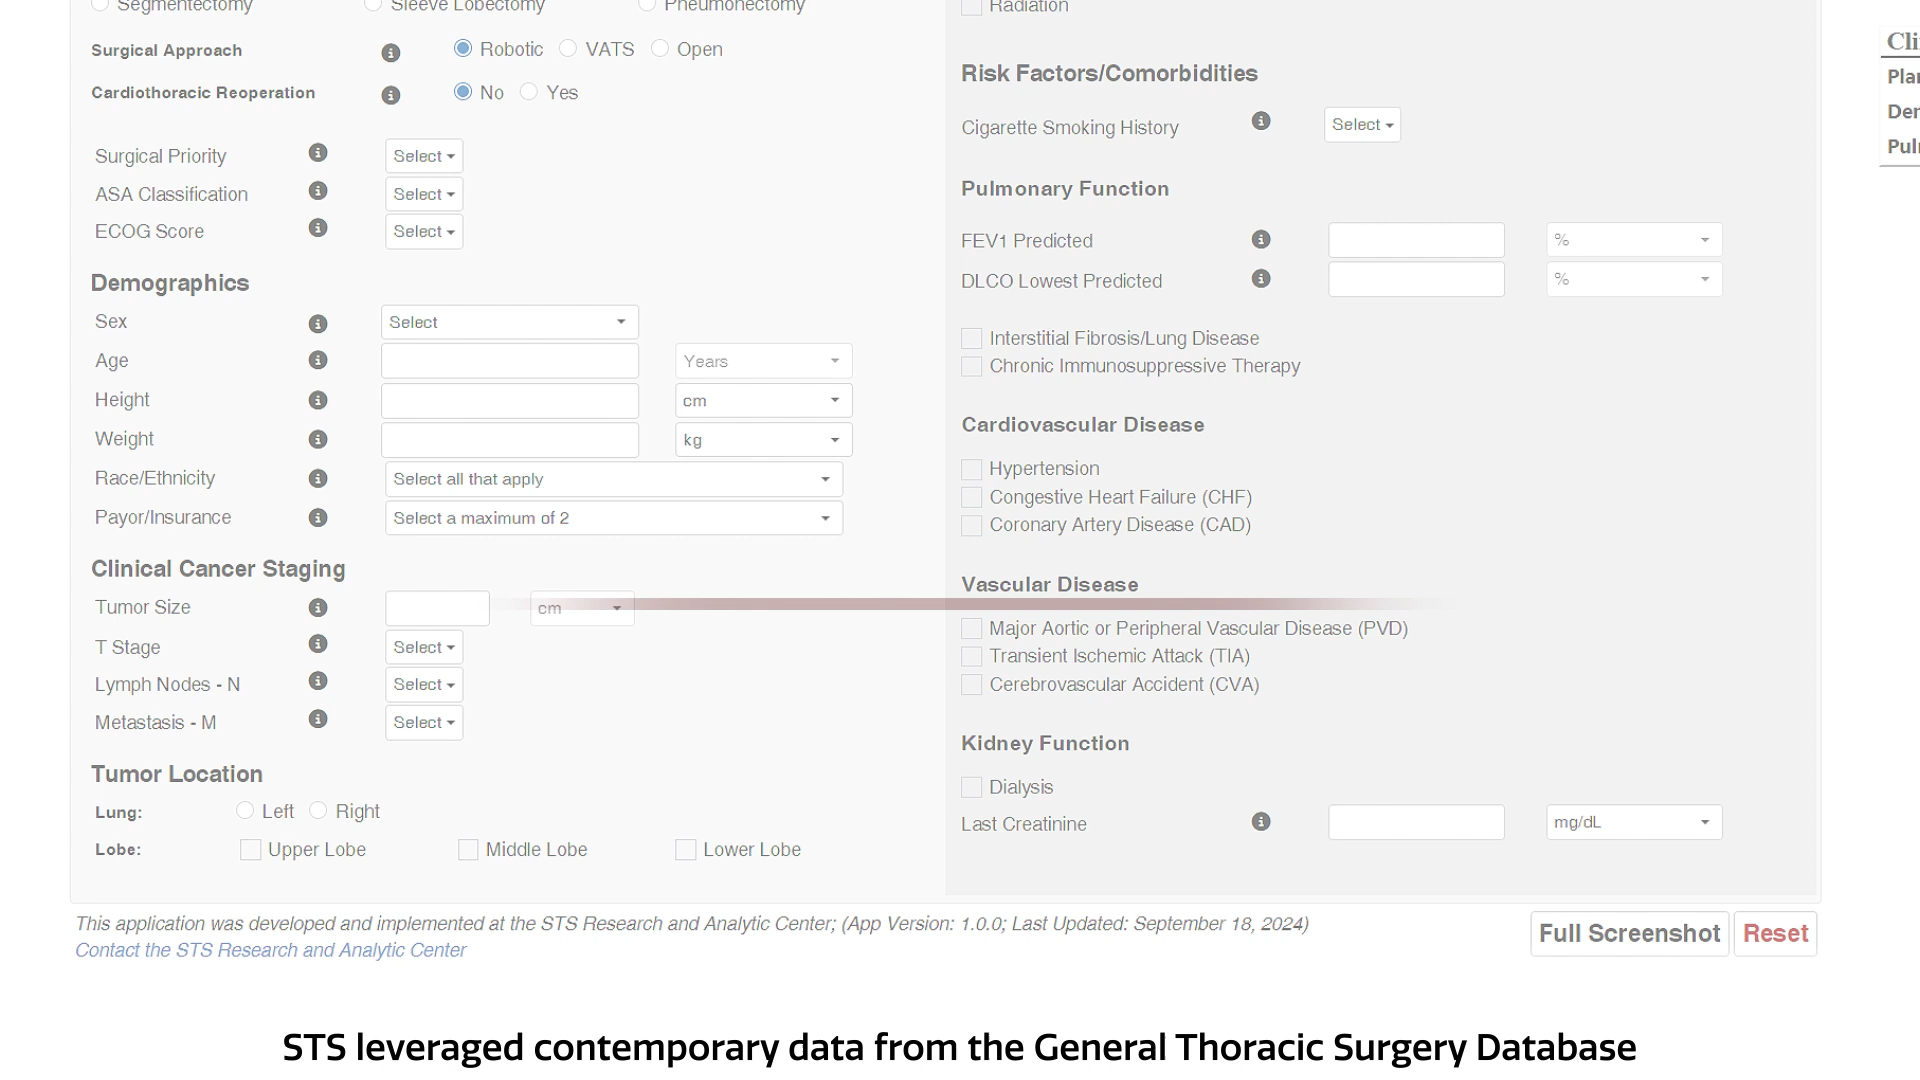 Segmentectomy Sleeve Lobectomy Pneumonectomy
Surgical Approach Robotic VATS Open
Cardiothoracic Reoperation No Yes
Surgical Priority Select
ASA Classification Select
ECOG Score Select
Demographics
Sex Select
Age Years
Height cm
Weight kg
Race/Ethnicity Select all that apply
Payor/Insurance Select a maximum of 2
Clinical Cancer Staging
Tumor Size cm
T Stage Select
Lymph Nodes - N Select
Metastasis - M Select
Tumor Location
Lung: Left Right
Lobe: Upper Lobe Middle Lobe Lower Lobe
Radiation
Risk Factors/Comorbidities
Cigarette Smoking History Select
Pulmonary Function
FEV1 Predicted %
DLCO Lowest Predicted %
Interstitial Fibrosis/Lung Disease
Chronic Immunosuppressive Therapy
Cardiovascular Disease
Hypertension
Congestive Heart Failure (CHF)
Coronary Artery Disease (CAD)
Vascular Disease
Major Aortic or Peripheral Vascular Disease (PVD)
Transient Ischemic Attack (TIA)
Cerebrovascular Accident (CVA)
Kidney Function
Dialysis
Last Creatinine mg/dL
This application was developed and implemented at the STS Research and Analytic Center; (App Version: 1.0.0; Last Updated: September 18, 2024)
Contact the STS Research and Analytic Center
Full Screenshot Reset
STS leveraged contemporary data from the General Thoracic Surgery Database